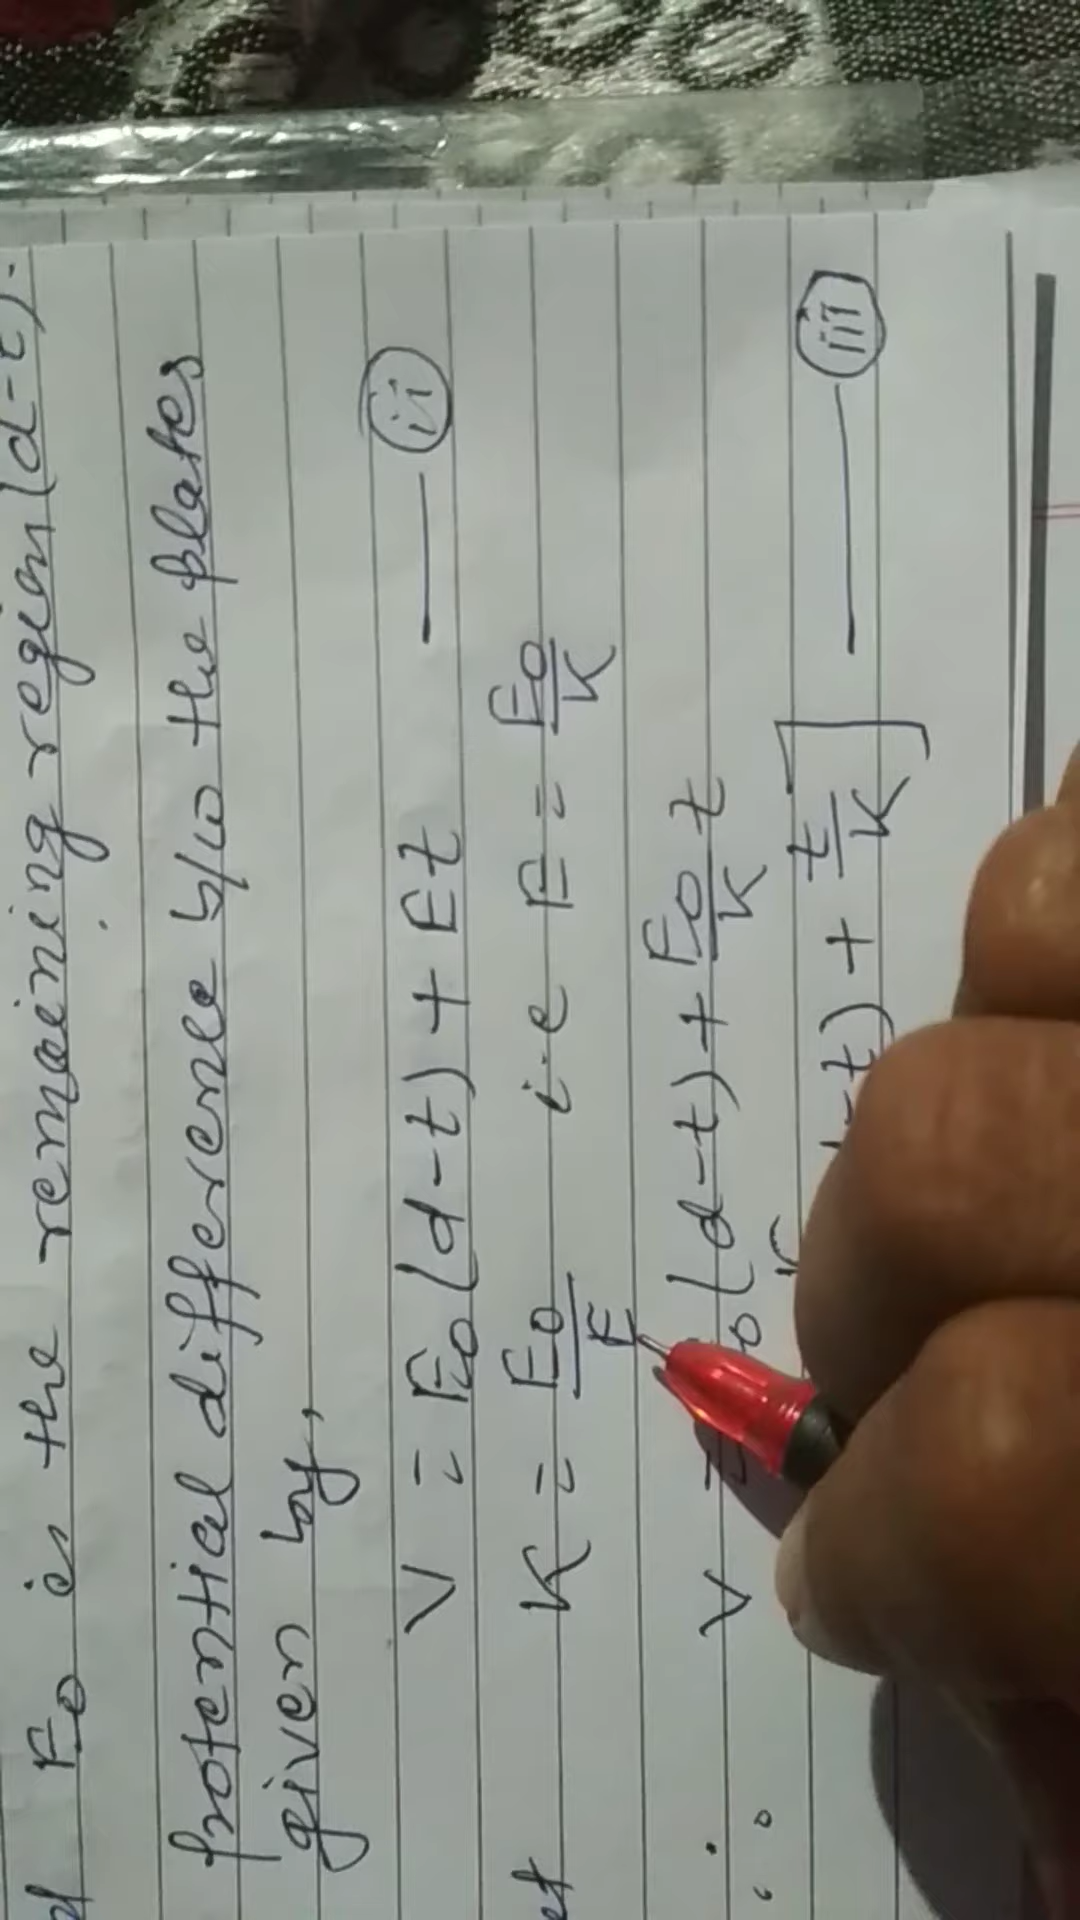 E₀ is the remaining region (d-t).
potential difference b/w the plates
given by,
V = E₀(d-t) + Et — (ii)
K = E₀/E i.e E = E₀/K
∴ V = E₀(d-t) + E₀/K t
-t) + t/K] — (iii)